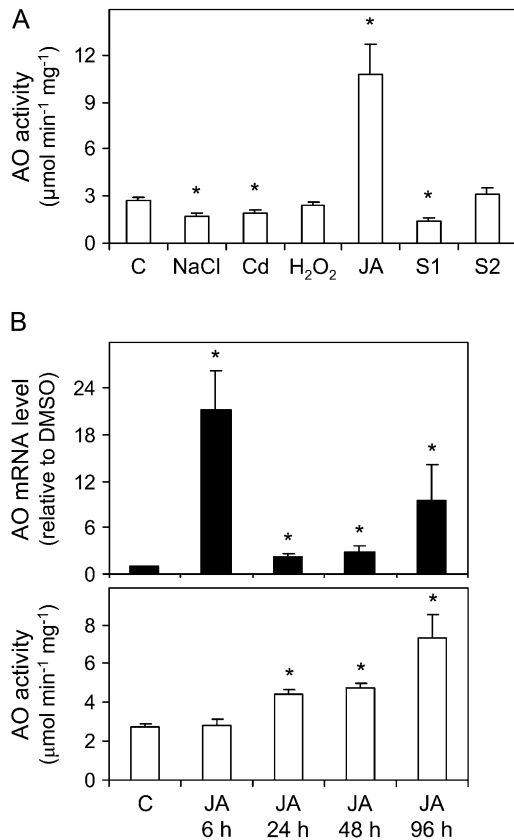 A
AO activity
(µmol min⁻¹ mg⁻¹)
12
9
6
3
0
* * * *
C NaCl Cd H₂O₂ JA S1 S2
B
AO mRNA level
(relative to DMSO)
24
18
12
6
0
* * * *
AO activity
(µmol min⁻¹ mg⁻¹)
8
6
4
2
0
* * *
C JA JA JA JA
6 h 24 h 48 h 96 h